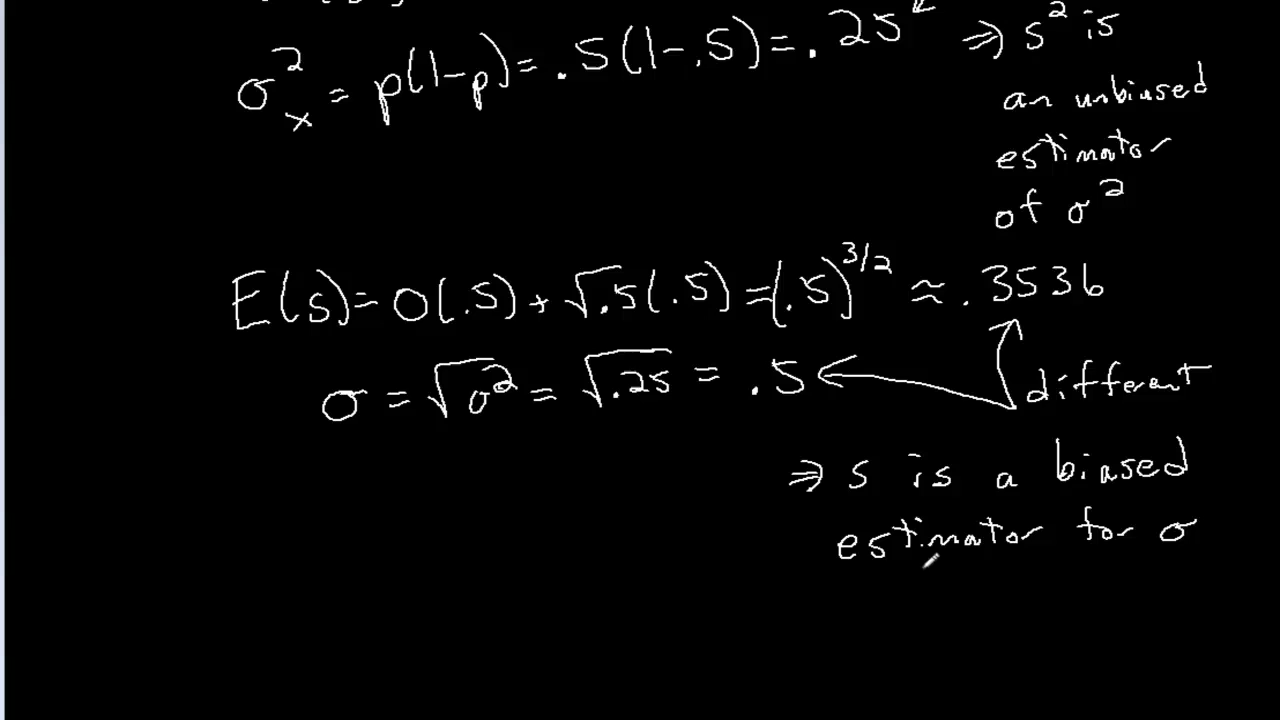 σ²ₓ = p(1-p) = .5(1-.5) = .25 ⇒ s² is
an unbiased
estimator
of σ²
E(s) = 0(.5) + √.5(.5) = (.5)^3/2 ≈ .3536
σ = √σ² = √.25 = .5
different
⇒ s is a biased
estimator for σ